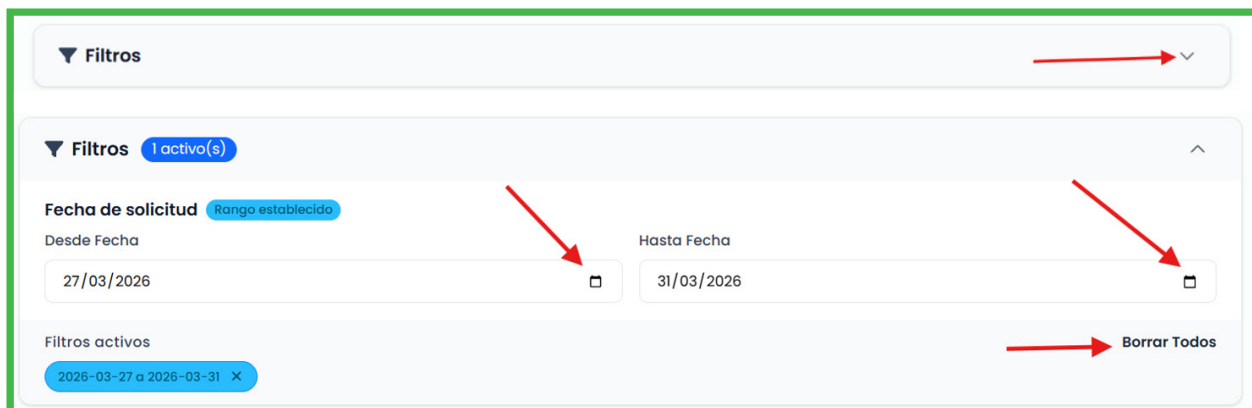 Filtros
Filtros 1 activo(s)
Fecha de solicitud Rango establecido
Desde Fecha Hasta Fecha
27/03/2026 31/03/2026
Filtros activos Borrar Todos
2026-03-27 a 2026-03-31 ×